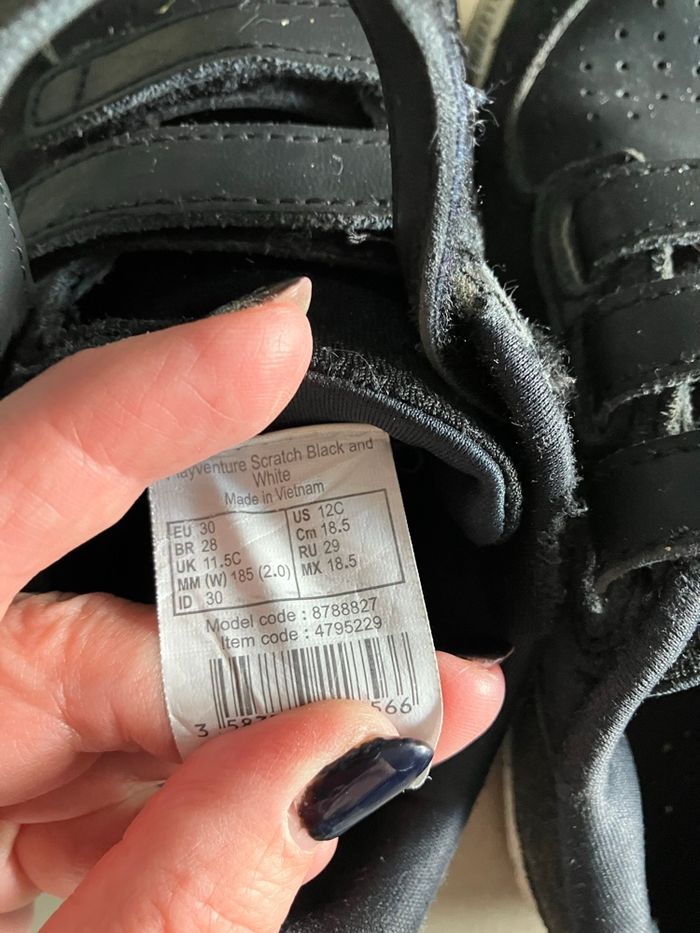 Scratch Black and
White
Made in Vietnam
EU 30
BR 28
UK 11.5C
MM (W) 185 (2.0)
ID 30
US 12C
Cm 18.5
RU 29
MX 18.5
Model code : 8788827
Item code : 4795229
3 566